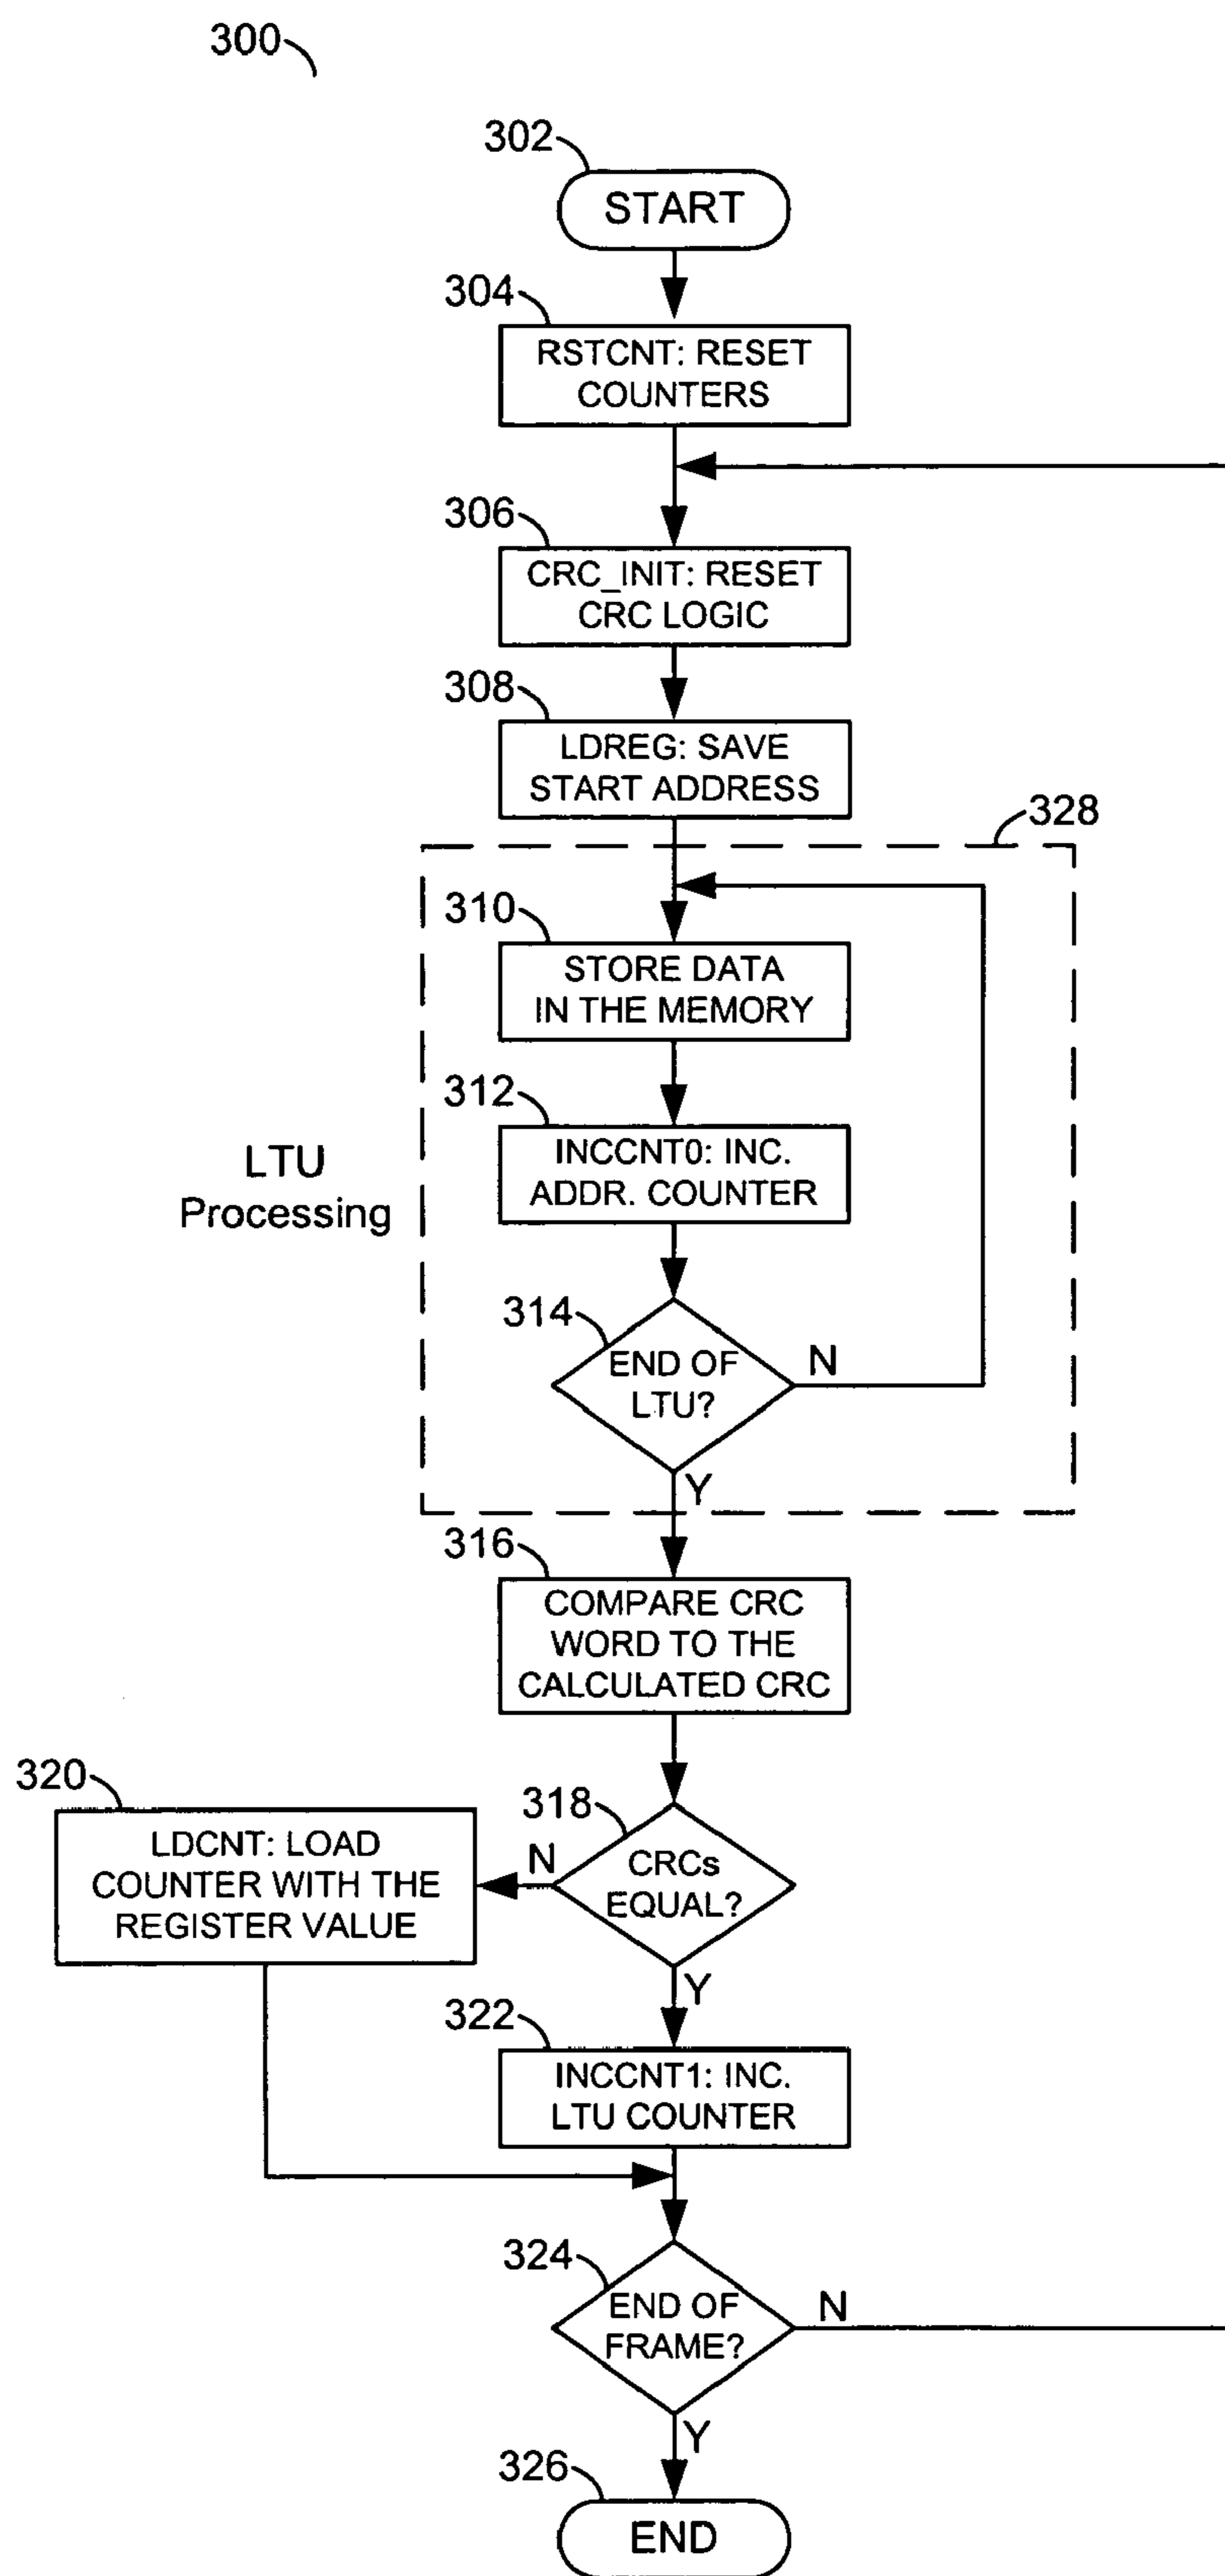 300
302
START
304
RSTCNT: RESET
COUNTERS
306
CRC_INIT: RESET
CRC LOGIC
308
LDREG: SAVE
START ADDRESS
328
310
STORE DATA
IN THE MEMORY
312
INCCNT0: INC.
ADDR. COUNTER
LTU
Processing
314
END OF
LTU?
N
Y
316
COMPARE CRC
WORD TO THE
CALCULATED CRC
320
LDCNT: LOAD
COUNTER WITH THE
REGISTER VALUE
318
CRCs
EQUAL?
N
Y
322
INCCNT1: INC.
LTU COUNTER
324
END OF
FRAME?
N
Y
326
END